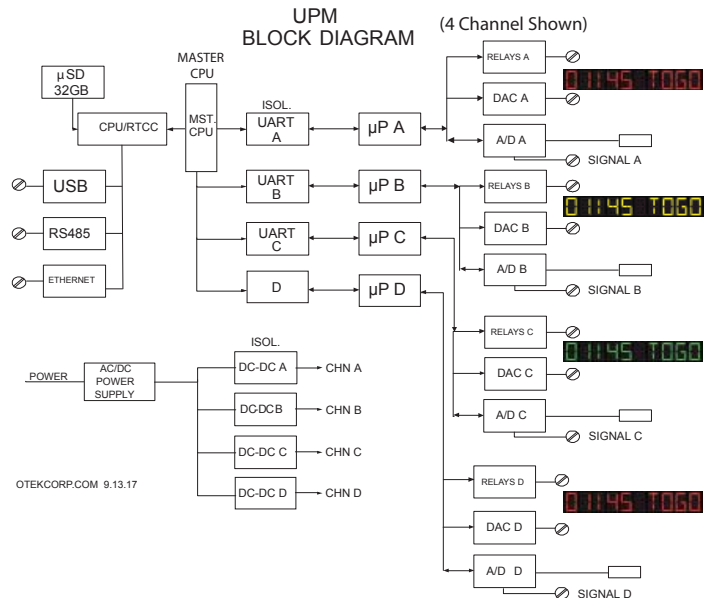 UPM
BLOCK DIAGRAM
(4 Channel Shown)
µSD
32GB
MASTER
CPU
CPU/RTCC
MST.
CPU
ISOL.
UART
A
µP A
RELAYS A
DAC A
A/D A
SIGNAL A
01:45 TOGO
USB
UART
B
µP B
RELAYS B
DAC B
A/D B
SIGNAL B
01:45 TOGO
RS485
UART
C
µP C
RELAYS C
DAC C
A/D C
SIGNAL C
01:45 TOGO
ETHERNET
D
µP D
RELAYS D
DAC D
A/D D
SIGNAL D
01:45 TOGO
POWER
AC/DC
POWER
SUPPLY
ISOL.
DC-DC A
CHN A
DC-DCB
CHN B
DC-DC C
CHN C
DC-DC D
CHN D
OTEKCORP.COM 9.13.17